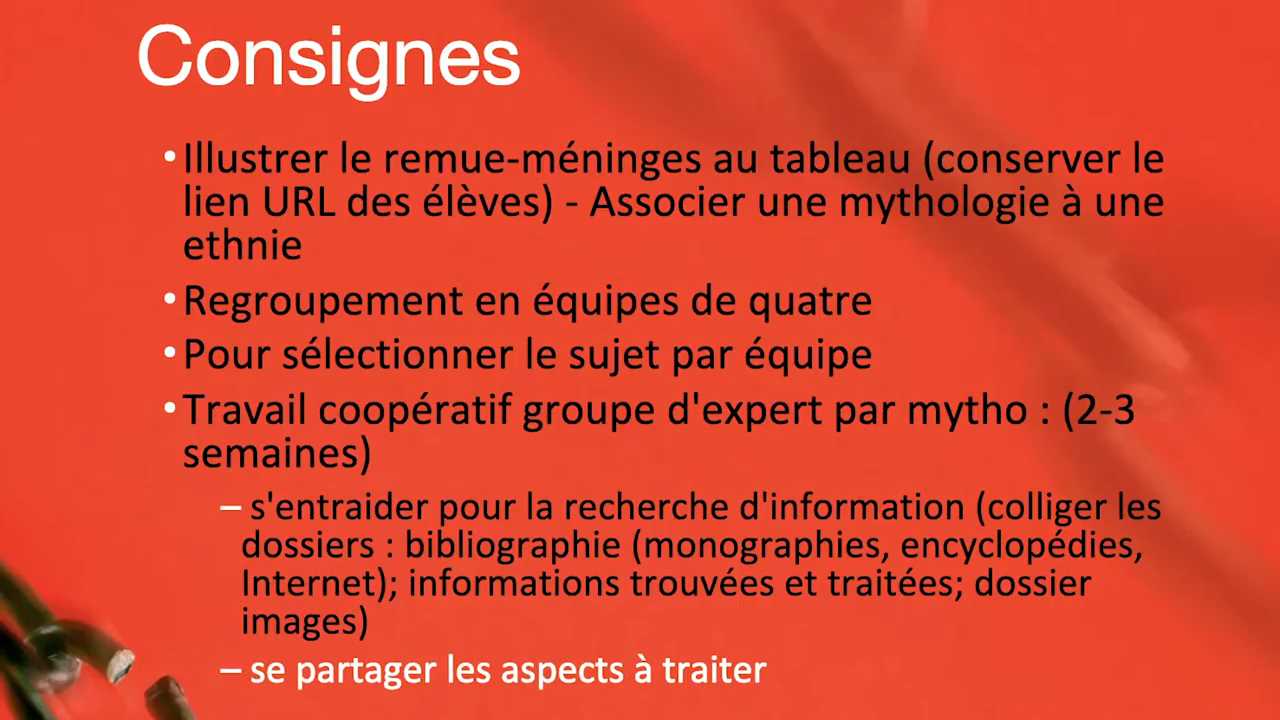 Consignes
•Illustrer le remue-méninges au tableau (conserver le
lien URL des élèves) - Associer une mythologie à une
ethnie
•Regroupement en équipes de quatre
•Pour sélectionner le sujet par équipe
•Travail coopératif groupe d'expert par mytho : (2-3
semaines)
– s'entraider pour la recherche d'information (colliger les
dossiers : bibliographie (monographies, encyclopédies,
Internet); informations trouvées et traitées; dossier
images)
– se partager les aspects à traiter